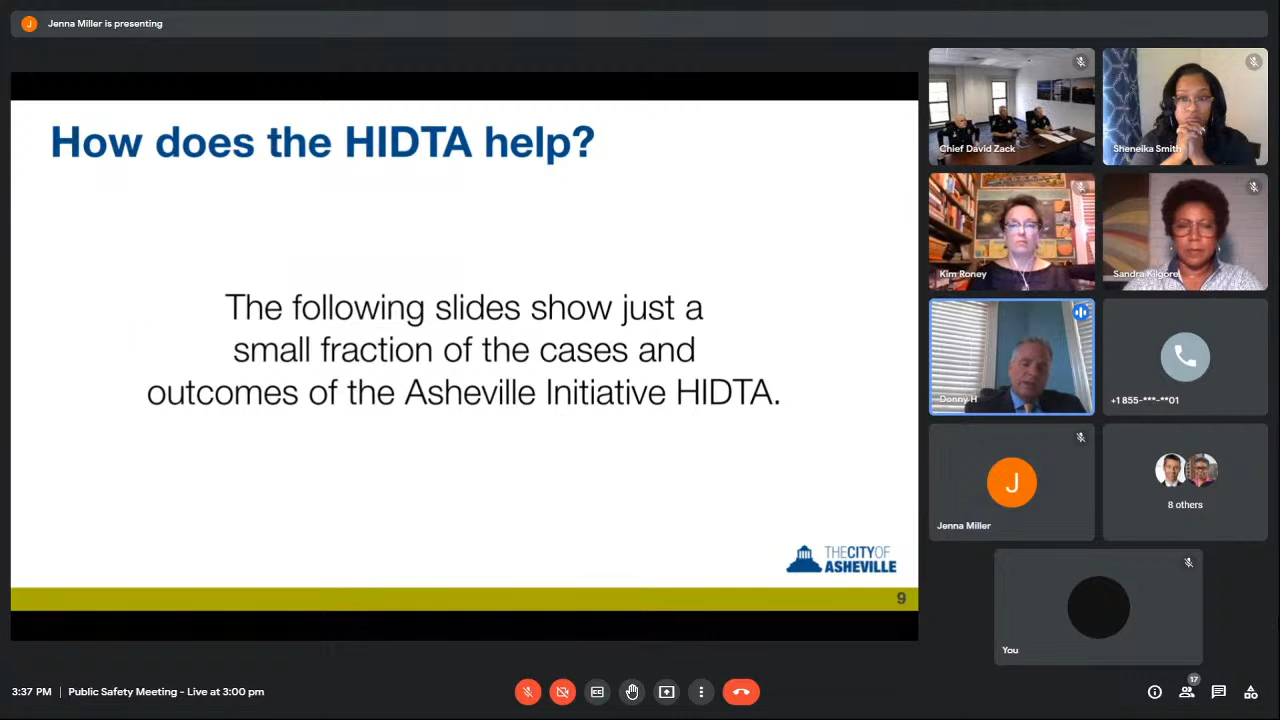 J
Jenna Miller is presenting
How does the HIDTA help?
The following slides show just a
small fraction of the cases and
outcomes of the Asheville Initiative HIDTA.
THE CITY OF
ASHEVILLE
9
Chief David Zack
Sheneika Smith
Kim Roney
Sandra Kilgore
Donny H
+1 855-***-**01
J
Jenna Miller
8 others
You
3:37 PM | Public Safety Meeting - Live at 3:00 pm
CC
17